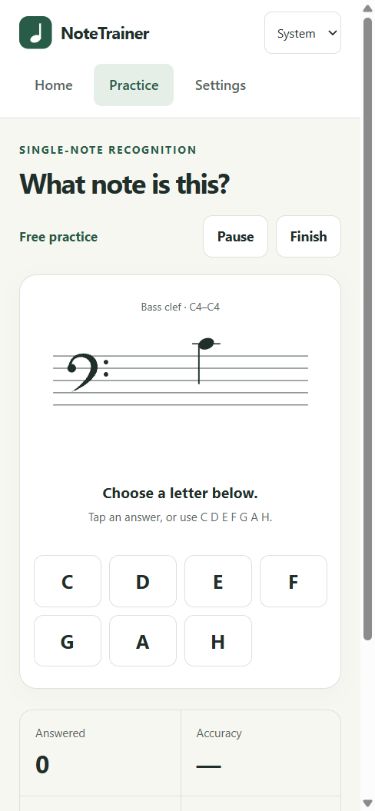 NoteTrainer
System
Home Practice Settings
SINGLE-NOTE RECOGNITION
What note is this?
Free practice Pause Finish
Bass clef · C4–C4
Choose a letter below.
Tap an answer, or use C D E F G A H.
C D E F
G A H
Answered Accuracy
0 —